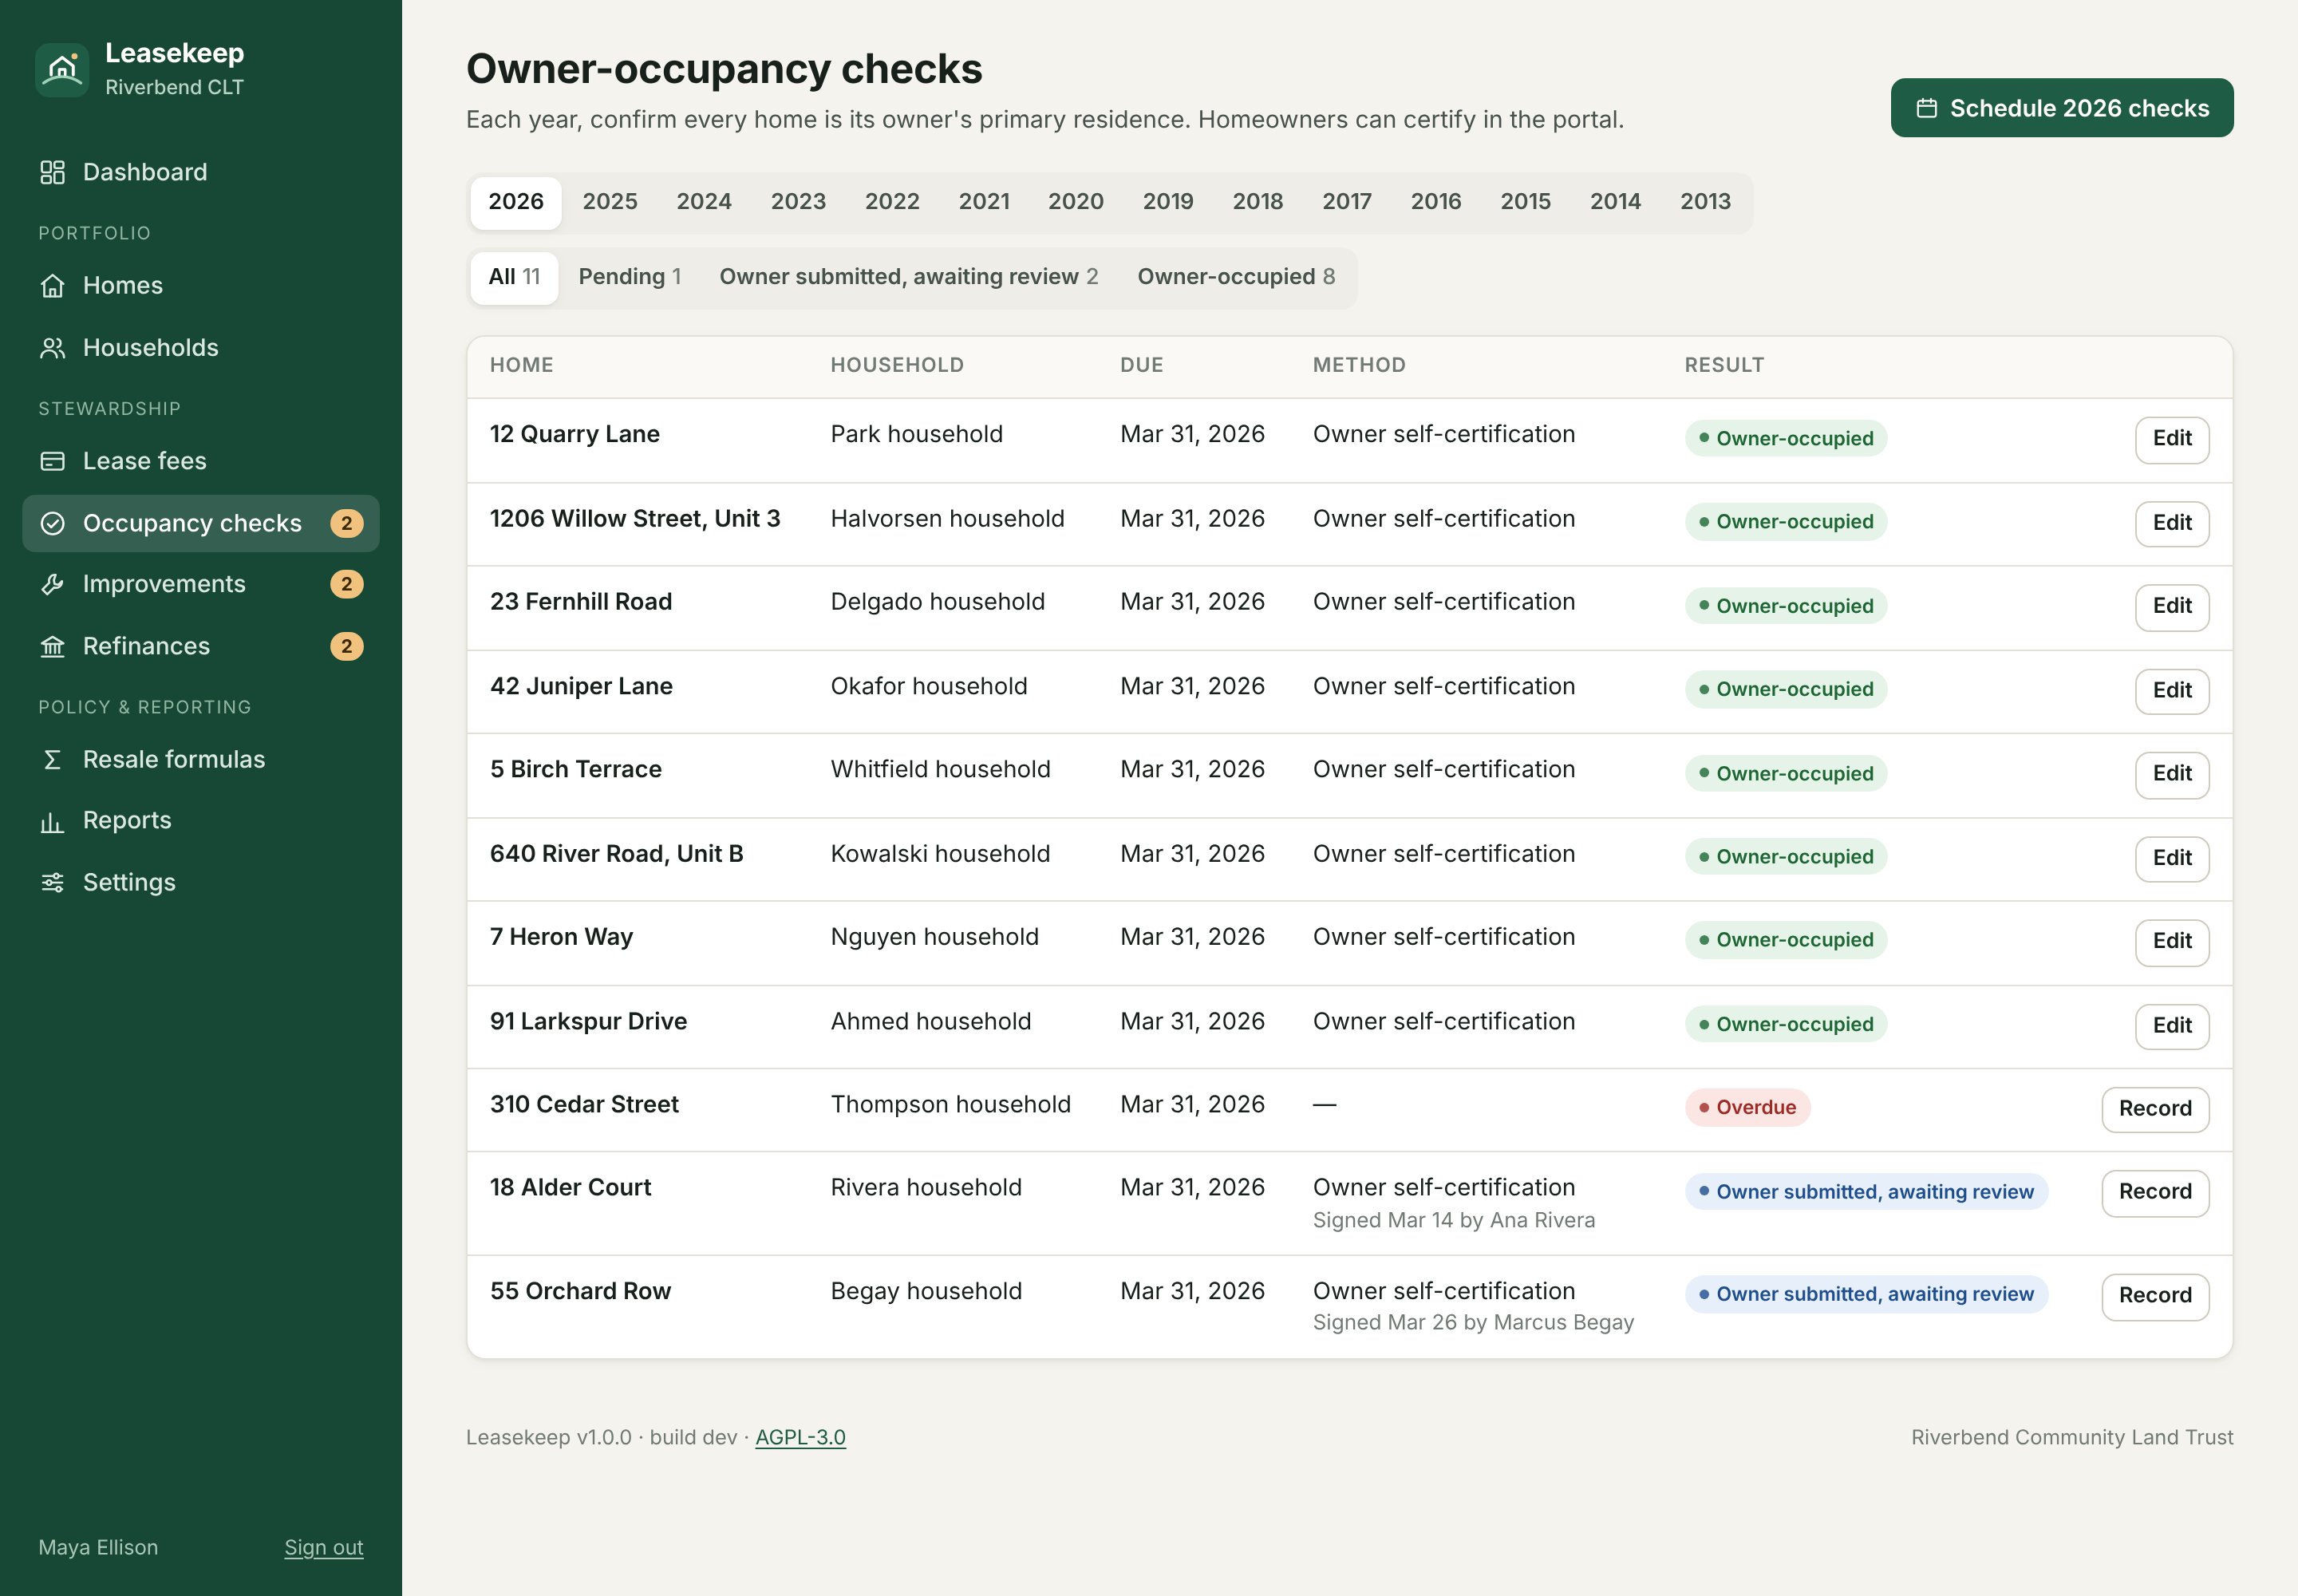 Leasekeep
Riverbend CLT
Dashboard
PORTFOLIO
Homes
Households
STEWARDSHIP
Lease fees
Occupancy checks 2
Improvements 2
Refinances 2
POLICY & REPORTING
Resale formulas
Reports
Settings
Maya Ellison Sign out
Owner-occupancy checks
Each year, confirm every home is its owner's primary residence. Homeowners can certify in the portal.
Schedule 2026 checks
2026 2025 2024 2023 2022 2021 2020 2019 2018 2017 2016 2015 2014 2013
All 11 Pending 1 Owner submitted, awaiting review 2 Owner-occupied 8
HOME HOUSEHOLD DUE METHOD RESULT
12 Quarry Lane Park household Mar 31, 2026 Owner self-certification Owner-occupied Edit
1206 Willow Street, Unit 3 Halvorsen household Mar 31, 2026 Owner self-certification Owner-occupied Edit
23 Fernhill Road Delgado household Mar 31, 2026 Owner self-certification Owner-occupied Edit
42 Juniper Lane Okafor household Mar 31, 2026 Owner self-certification Owner-occupied Edit
5 Birch Terrace Whitfield household Mar 31, 2026 Owner self-certification Owner-occupied Edit
640 River Road, Unit B Kowalski household Mar 31, 2026 Owner self-certification Owner-occupied Edit
7 Heron Way Nguyen household Mar 31, 2026 Owner self-certification Owner-occupied Edit
91 Larkspur Drive Ahmed household Mar 31, 2026 Owner self-certification Owner-occupied Edit
310 Cedar Street Thompson household Mar 31, 2026 — Overdue Record
18 Alder Court Rivera household Mar 31, 2026 Owner self-certification Owner submitted, awaiting review Record
Signed Mar 14 by Ana Rivera
55 Orchard Row Begay household Mar 31, 2026 Owner self-certification Owner submitted, awaiting review Record
Signed Mar 26 by Marcus Begay
Leasekeep v1.0.0 · build dev · AGPL-3.0
Riverbend Community Land Trust